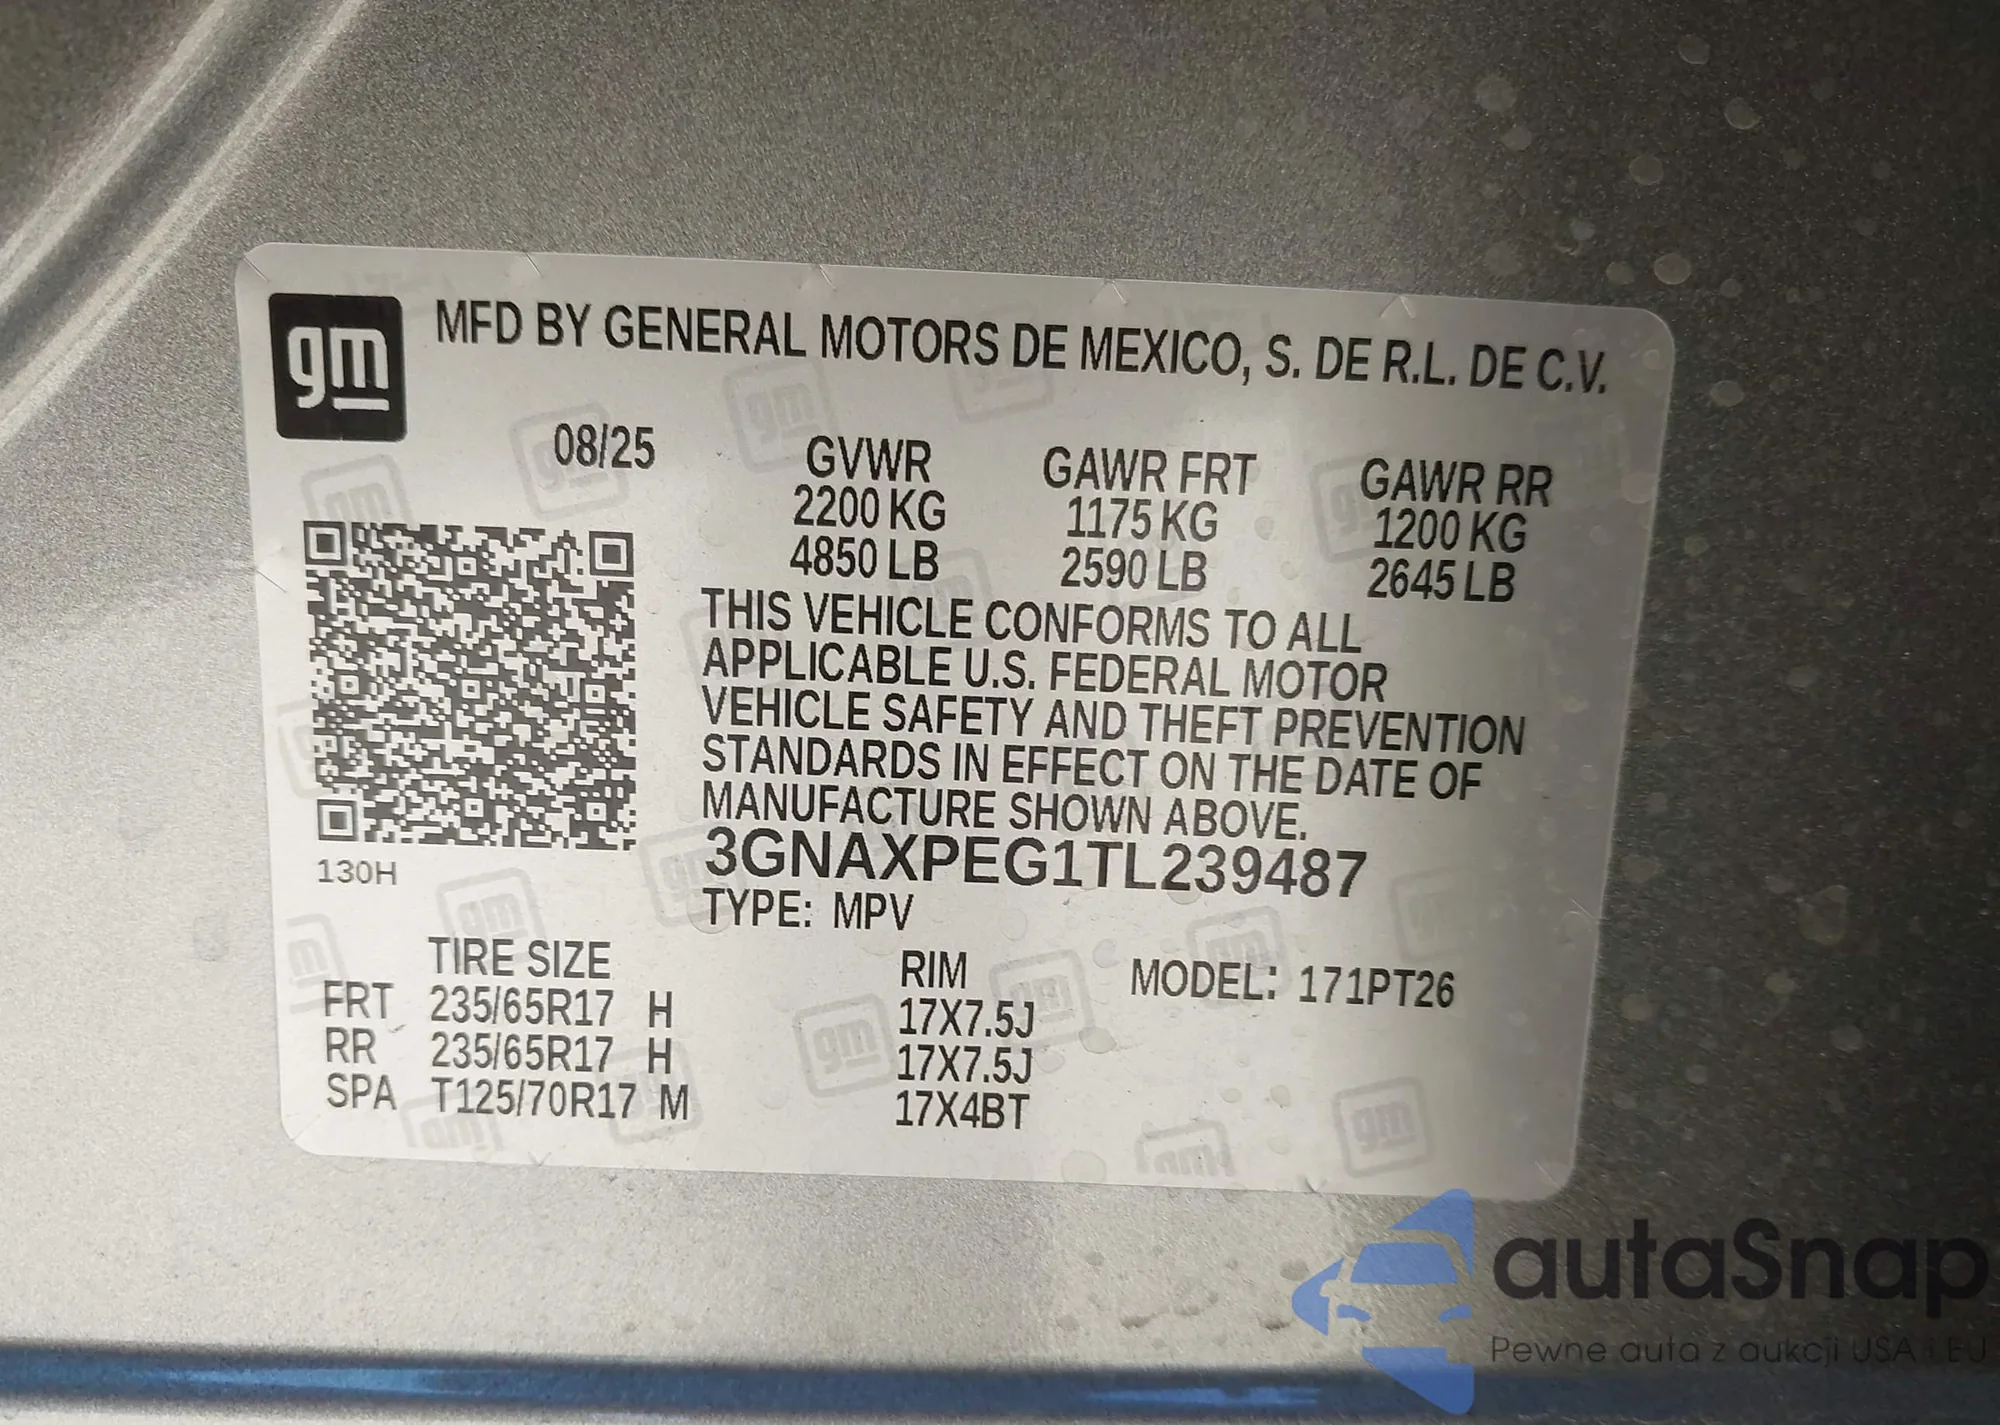 gm
MFD BY GENERAL MOTORS DE MEXICO, S. DE R.L. DE C.V.
08/25
GVWR GAWR FRT GAWR RR
2200 KG 1175 KG 1200 KG
4850 LB 2590 LB 2645 LB
THIS VEHICLE CONFORMS TO ALL
APPLICABLE U.S. FEDERAL MOTOR
VEHICLE SAFETY AND THEFT PREVENTION
STANDARDS IN EFFECT ON THE DATE OF
MANUFACTURE SHOWN ABOVE.
3GNAXPEG1TL239487
130H
TYPE: MPV
TIRE SIZE RIM MODEL: 171PT26
FRT 235/65R17 H 17X7.5J
RR 235/65R17 H 17X7.5J
SPA T125/70R17 M 17X4BT
autaSnap
Pewne auta z aukcji USA i EU